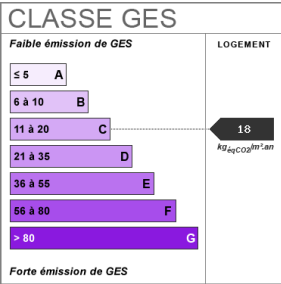 CLASSE GES
Faible émission de GES
LOGEMENT
≤ 5 A
6 à 10 B
11 à 20 C
18
kgéqCO2/m².an
21 à 35 D
36 à 55 E
56 à 80 F
> 80 G
Forte émission de GES